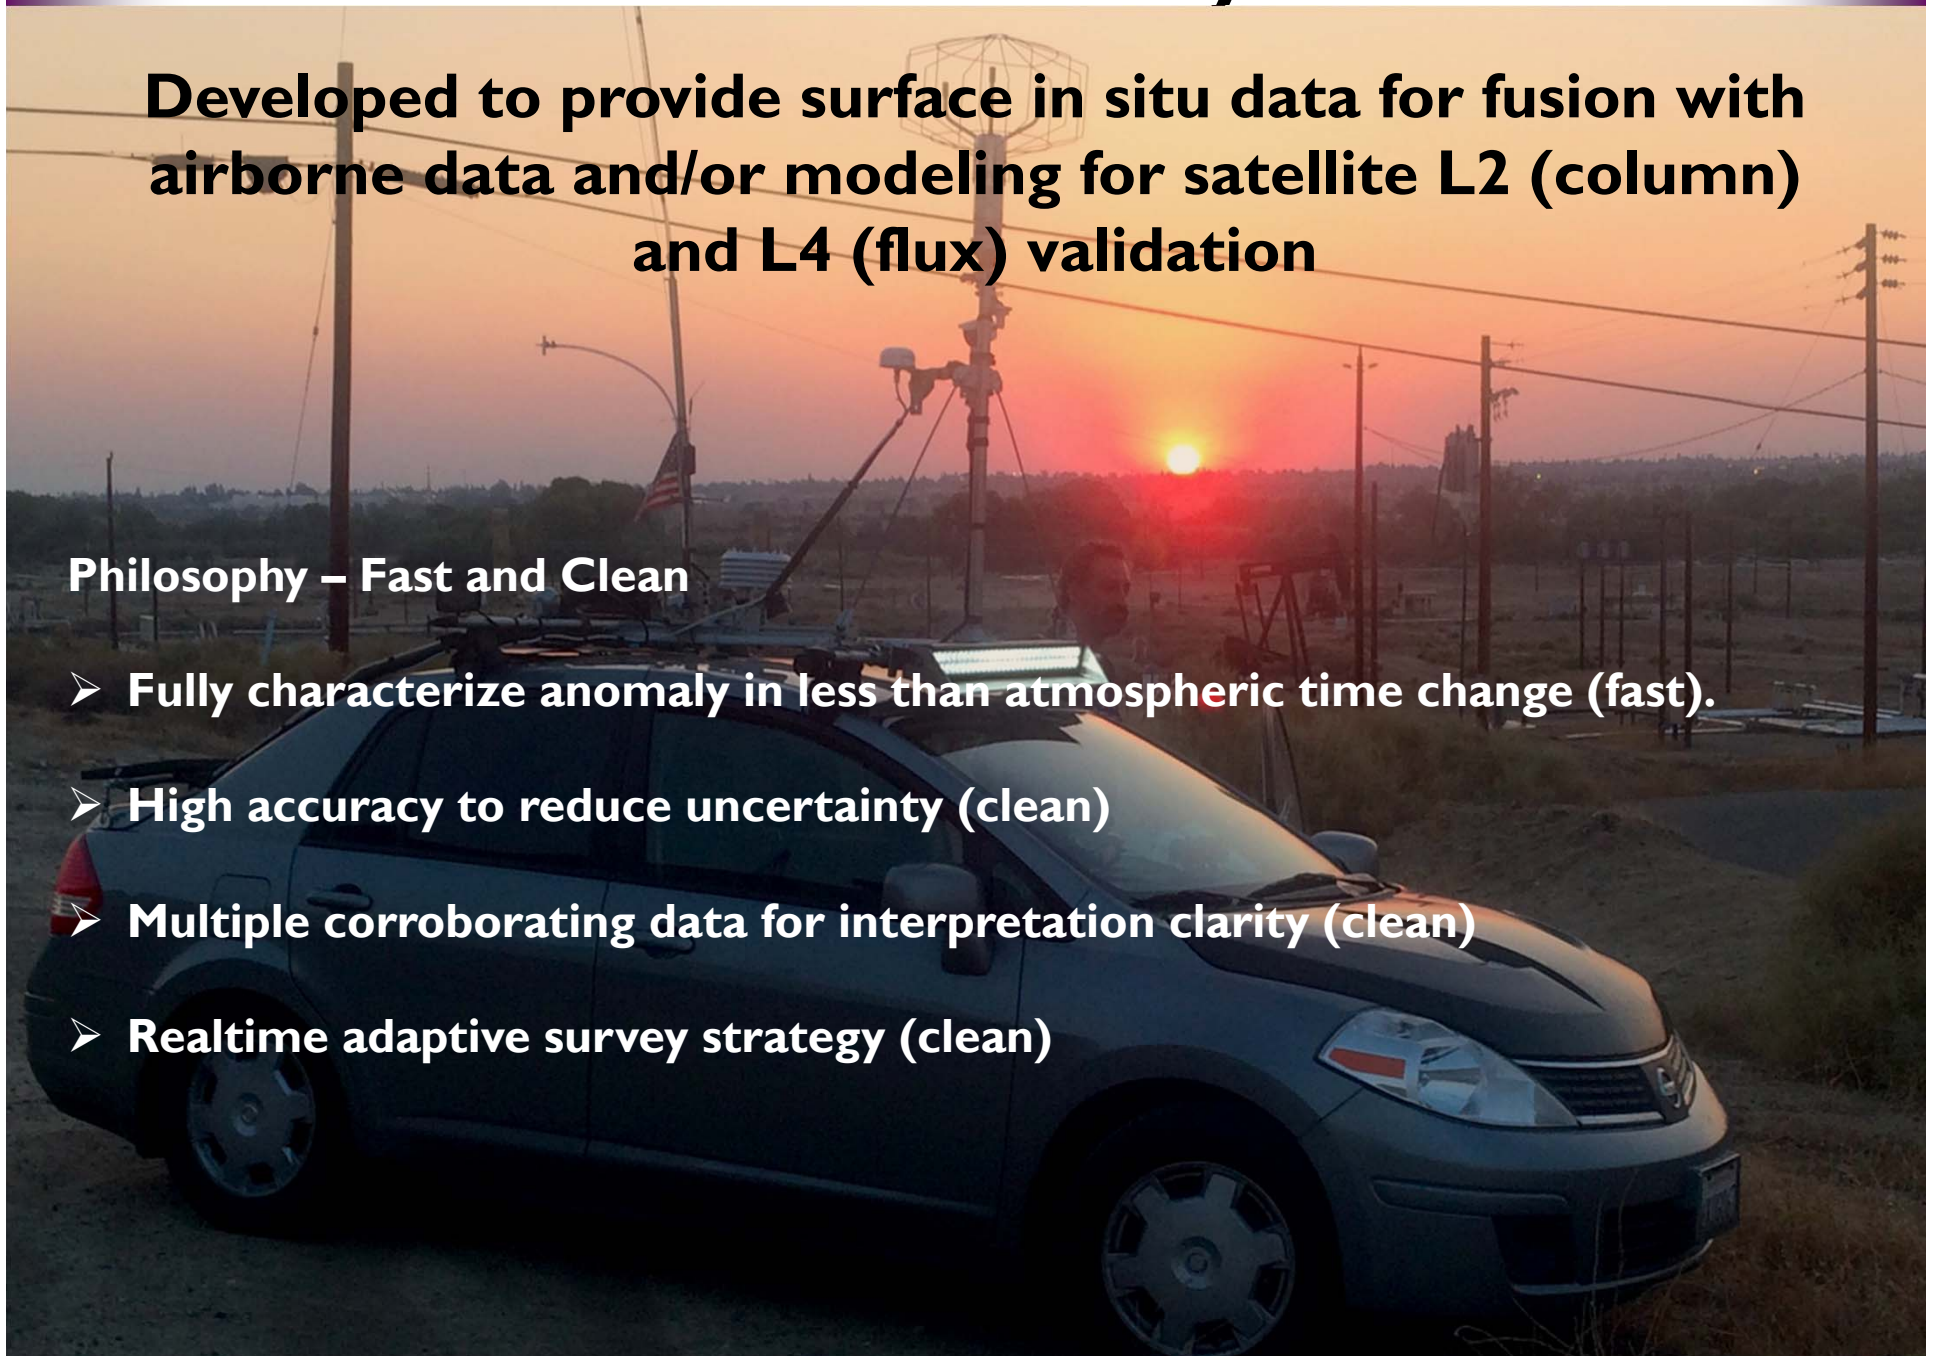 Developed to provide surface in situ data for fusion with
airborne data and/or modeling for satellite L2 (column)
and L4 (flux) validation
Philosophy – Fast and Clean
➢ Fully characterize anomaly in less than atmospheric time change (fast).
➢ High accuracy to reduce uncertainty (clean)
➢ Multiple corroborating data for interpretation clarity (clean)
➢ Realtime adaptive survey strategy (clean)